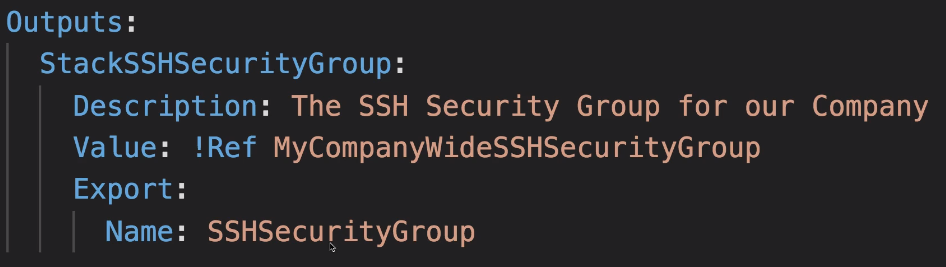 Outputs:
StackSSHSecurityGroup:
Description: The SSH Security Group for our Company
Value: !Ref MyCompanyWideSSHSecurityGroup
Export:
Name: SSHSecurityGroup